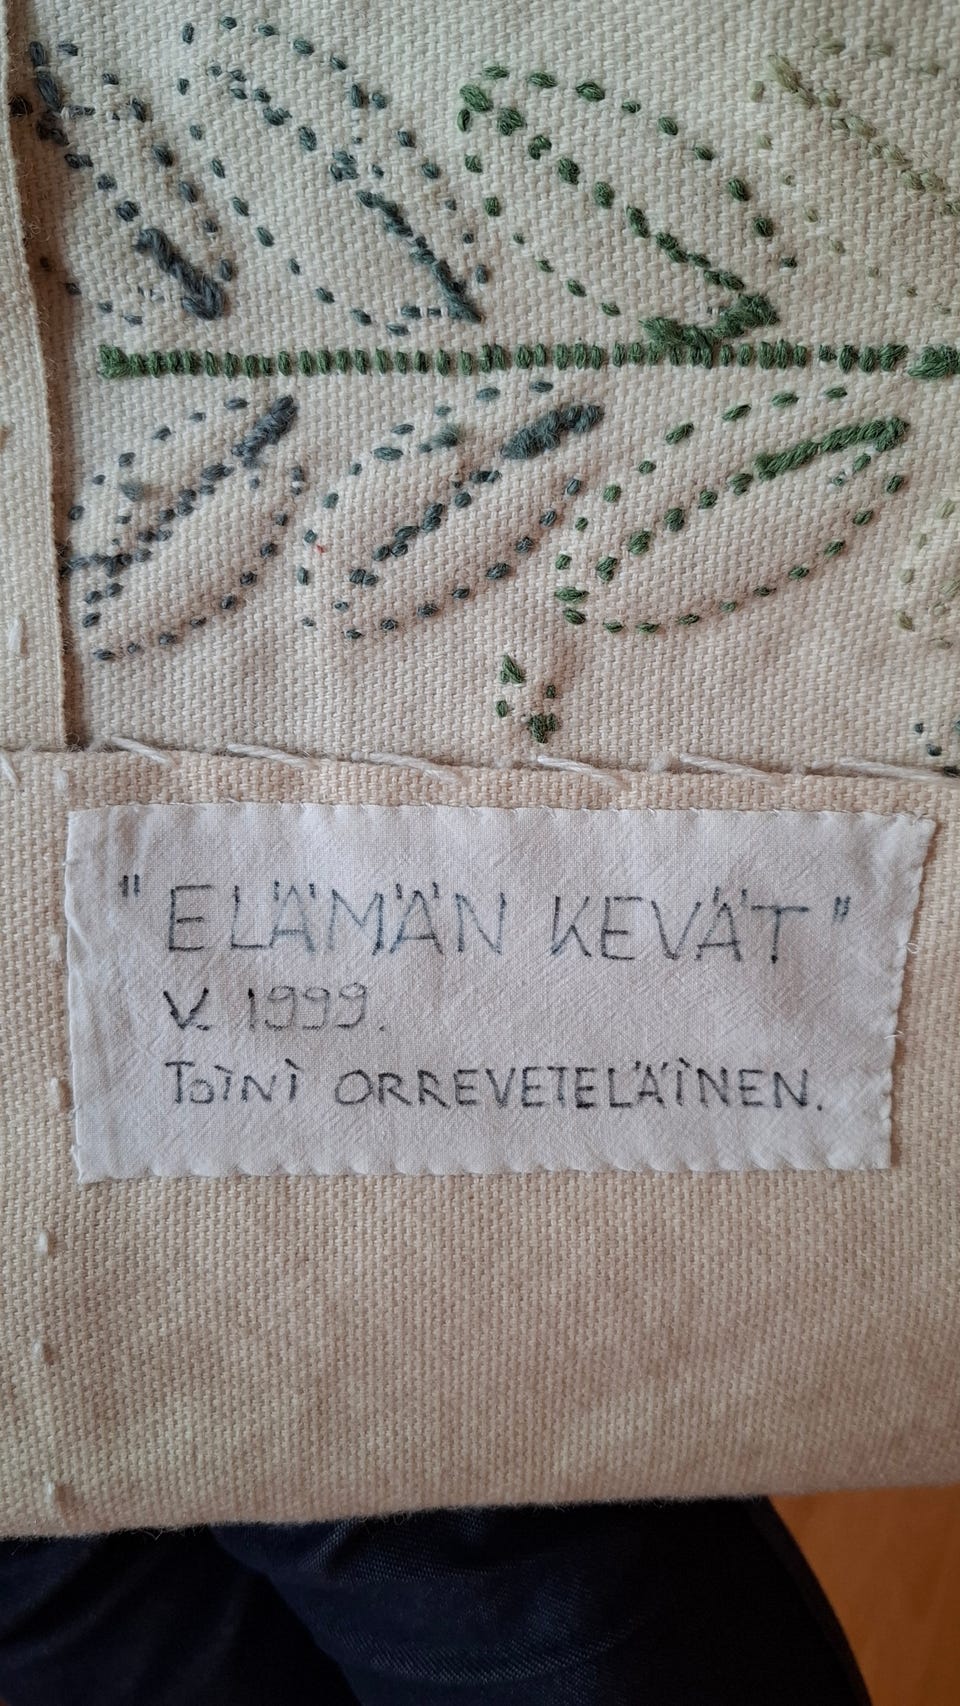 "ELÄMÄN KEVÄT"
V. 1999.
TOINI ORREVETELÄINEN.